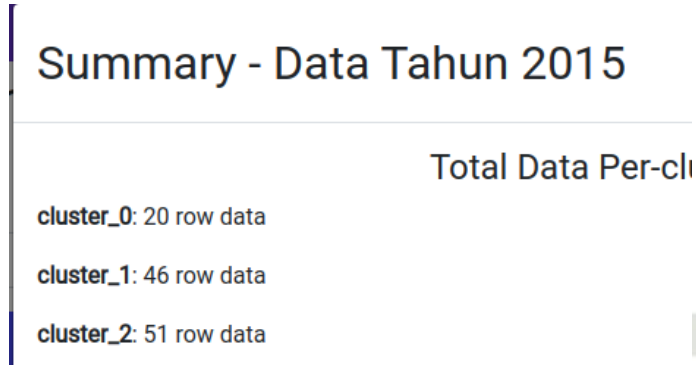 Summary - Data Tahun 2015
Total Data Per-clu
cluster_0: 20 row data
cluster_1: 46 row data
cluster_2: 51 row data